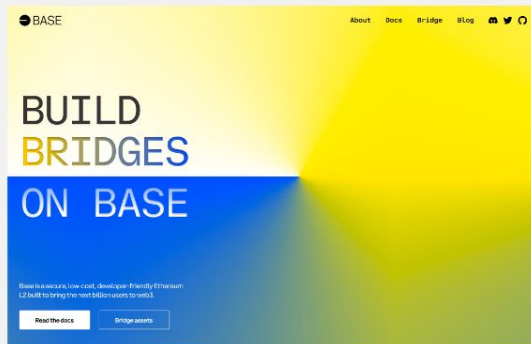 BASE
About Docs Bridge Blog
BUILD
BRIDGES
ON BASE
Base is a secure, low-cost, developer-friendly Ethereum
L2 built to bring the next billion users to web3.
Read the docs Bridge assets